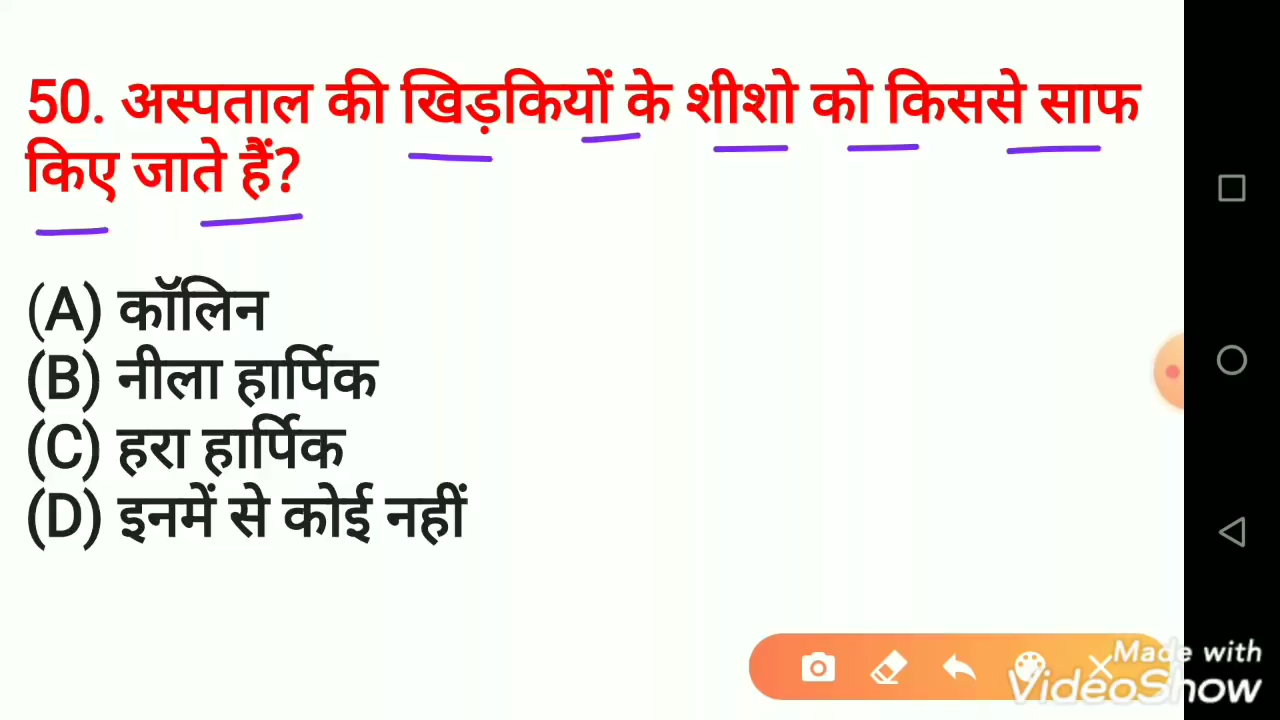 50. अस्पताल की खिड़कियों के शीशो को किससे साफ
किए जाते हैं?
(A) कॉलिन
(B) नीला हार्पिक
(C) हरा हार्पिक
(D) इनमें से कोई नहीं
Made with
VideoShow